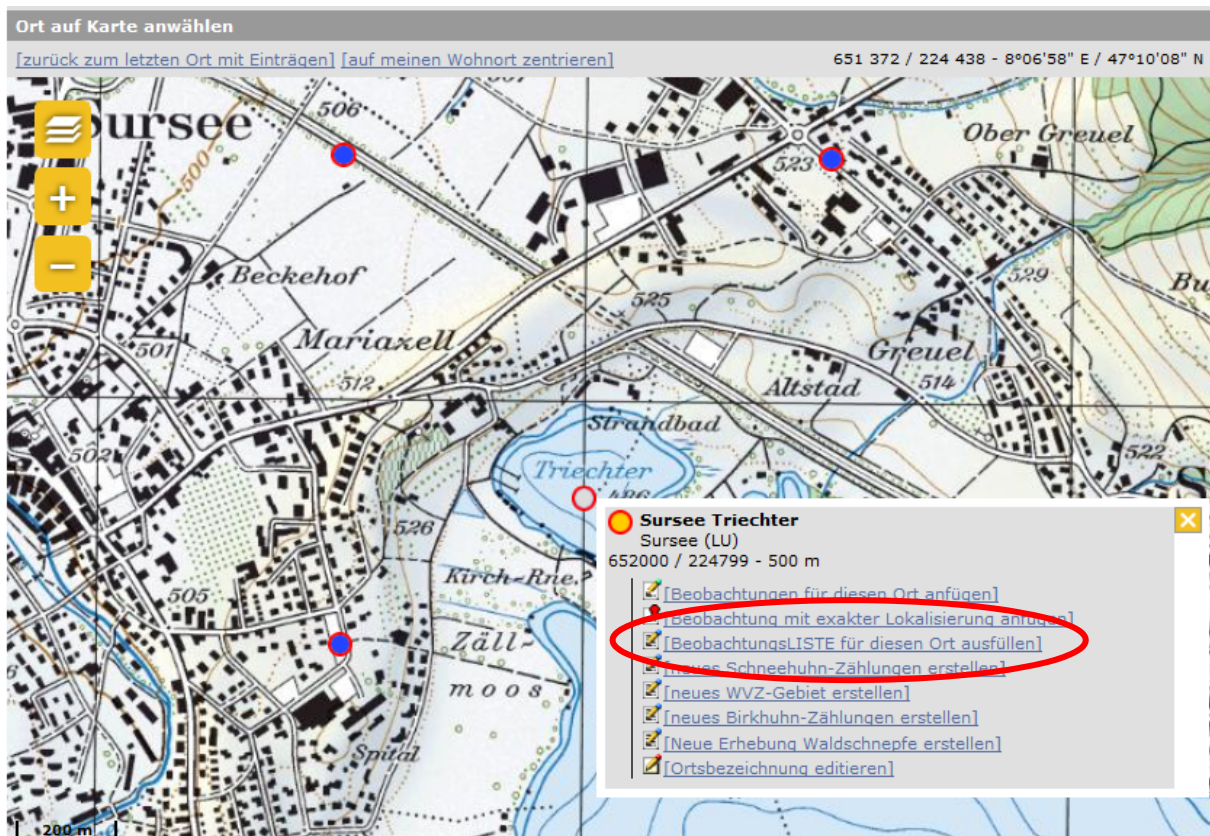 Ort auf Karte anwählen
[zurück zum letzten Ort mit Einträgen] [auf meinen Wohnort zentrieren]
651 372 / 224 438 - 8°06'58" E / 47°10'08" N
Sursee
506
Ober Greuel
523
500
+
−
Beckehof
529
Bu
525
Mariazell
501
Greuel
512
Altstad
514
Strandbad
502
522
Triechter
486
S
526
Kirch-Rne.
505
Zäll-
moos
Spital
200 m
Sursee Triechter
Sursee (LU)
652000 / 224799 - 500 m
[Beobachtungen für diesen Ort anfügen]
[Beobachtung mit exakter Lokalisierung anfügen]
[BeobachtungsLISTE für diesen Ort ausfüllen]
[neues Schneehuhn-Zählungen erstellen]
[neues WVZ-Gebiet erstellen]
[neues Birkhuhn-Zählungen erstellen]
[Neue Erhebung Waldschnepfe erstellen]
[Ortsbezeichnung editieren]